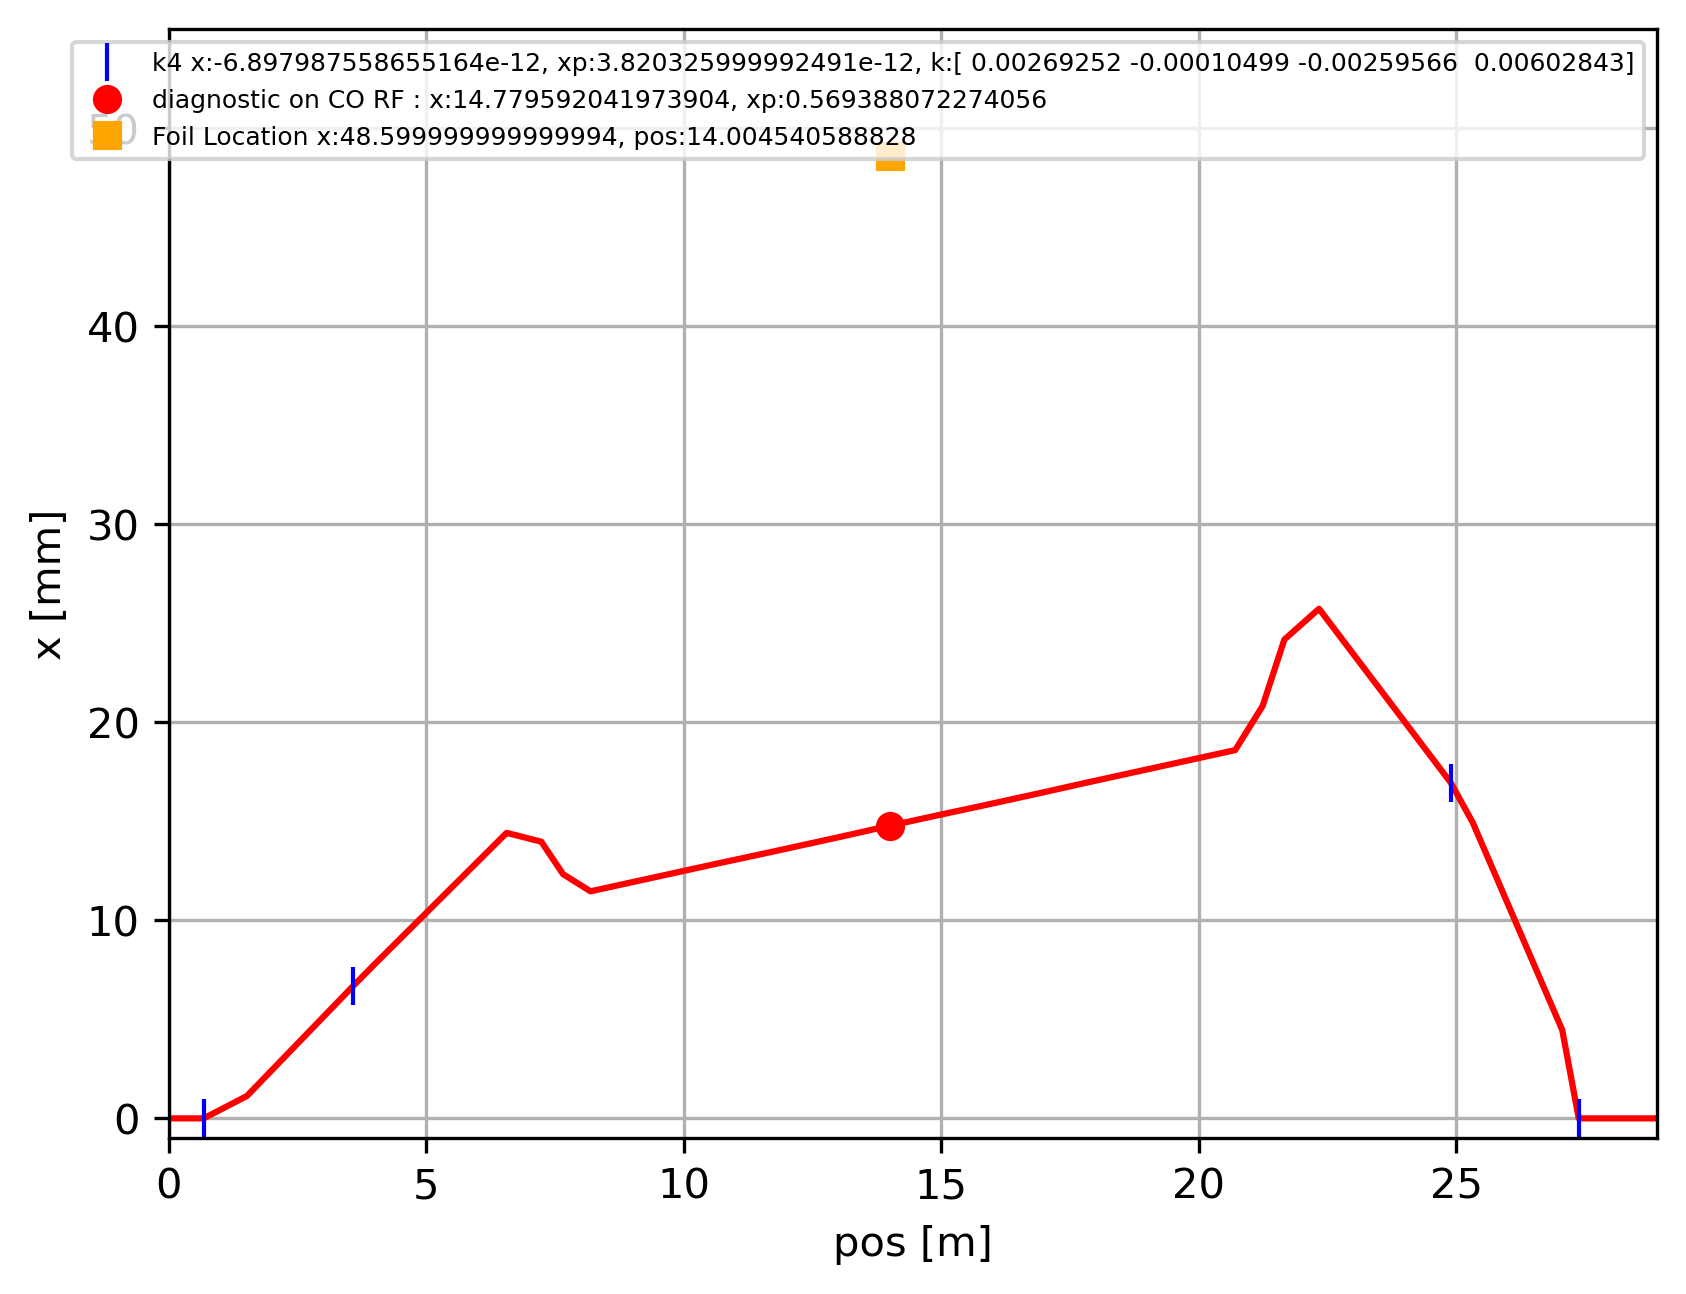 k4 x:-6.897987558655164e-12, xp:3.820325999992491e-12, k:[ 0.00269252 -0.00010499 -0.00259566  0.00602843]
diagnostic on CO RF : x:14.779592041973904, xp:0.569388072274056
Foil Location x:48.599999999999994, pos:14.004540588828
50
40
30
20
10
0
x [mm]
0 5 10 15 20 25
pos [m]